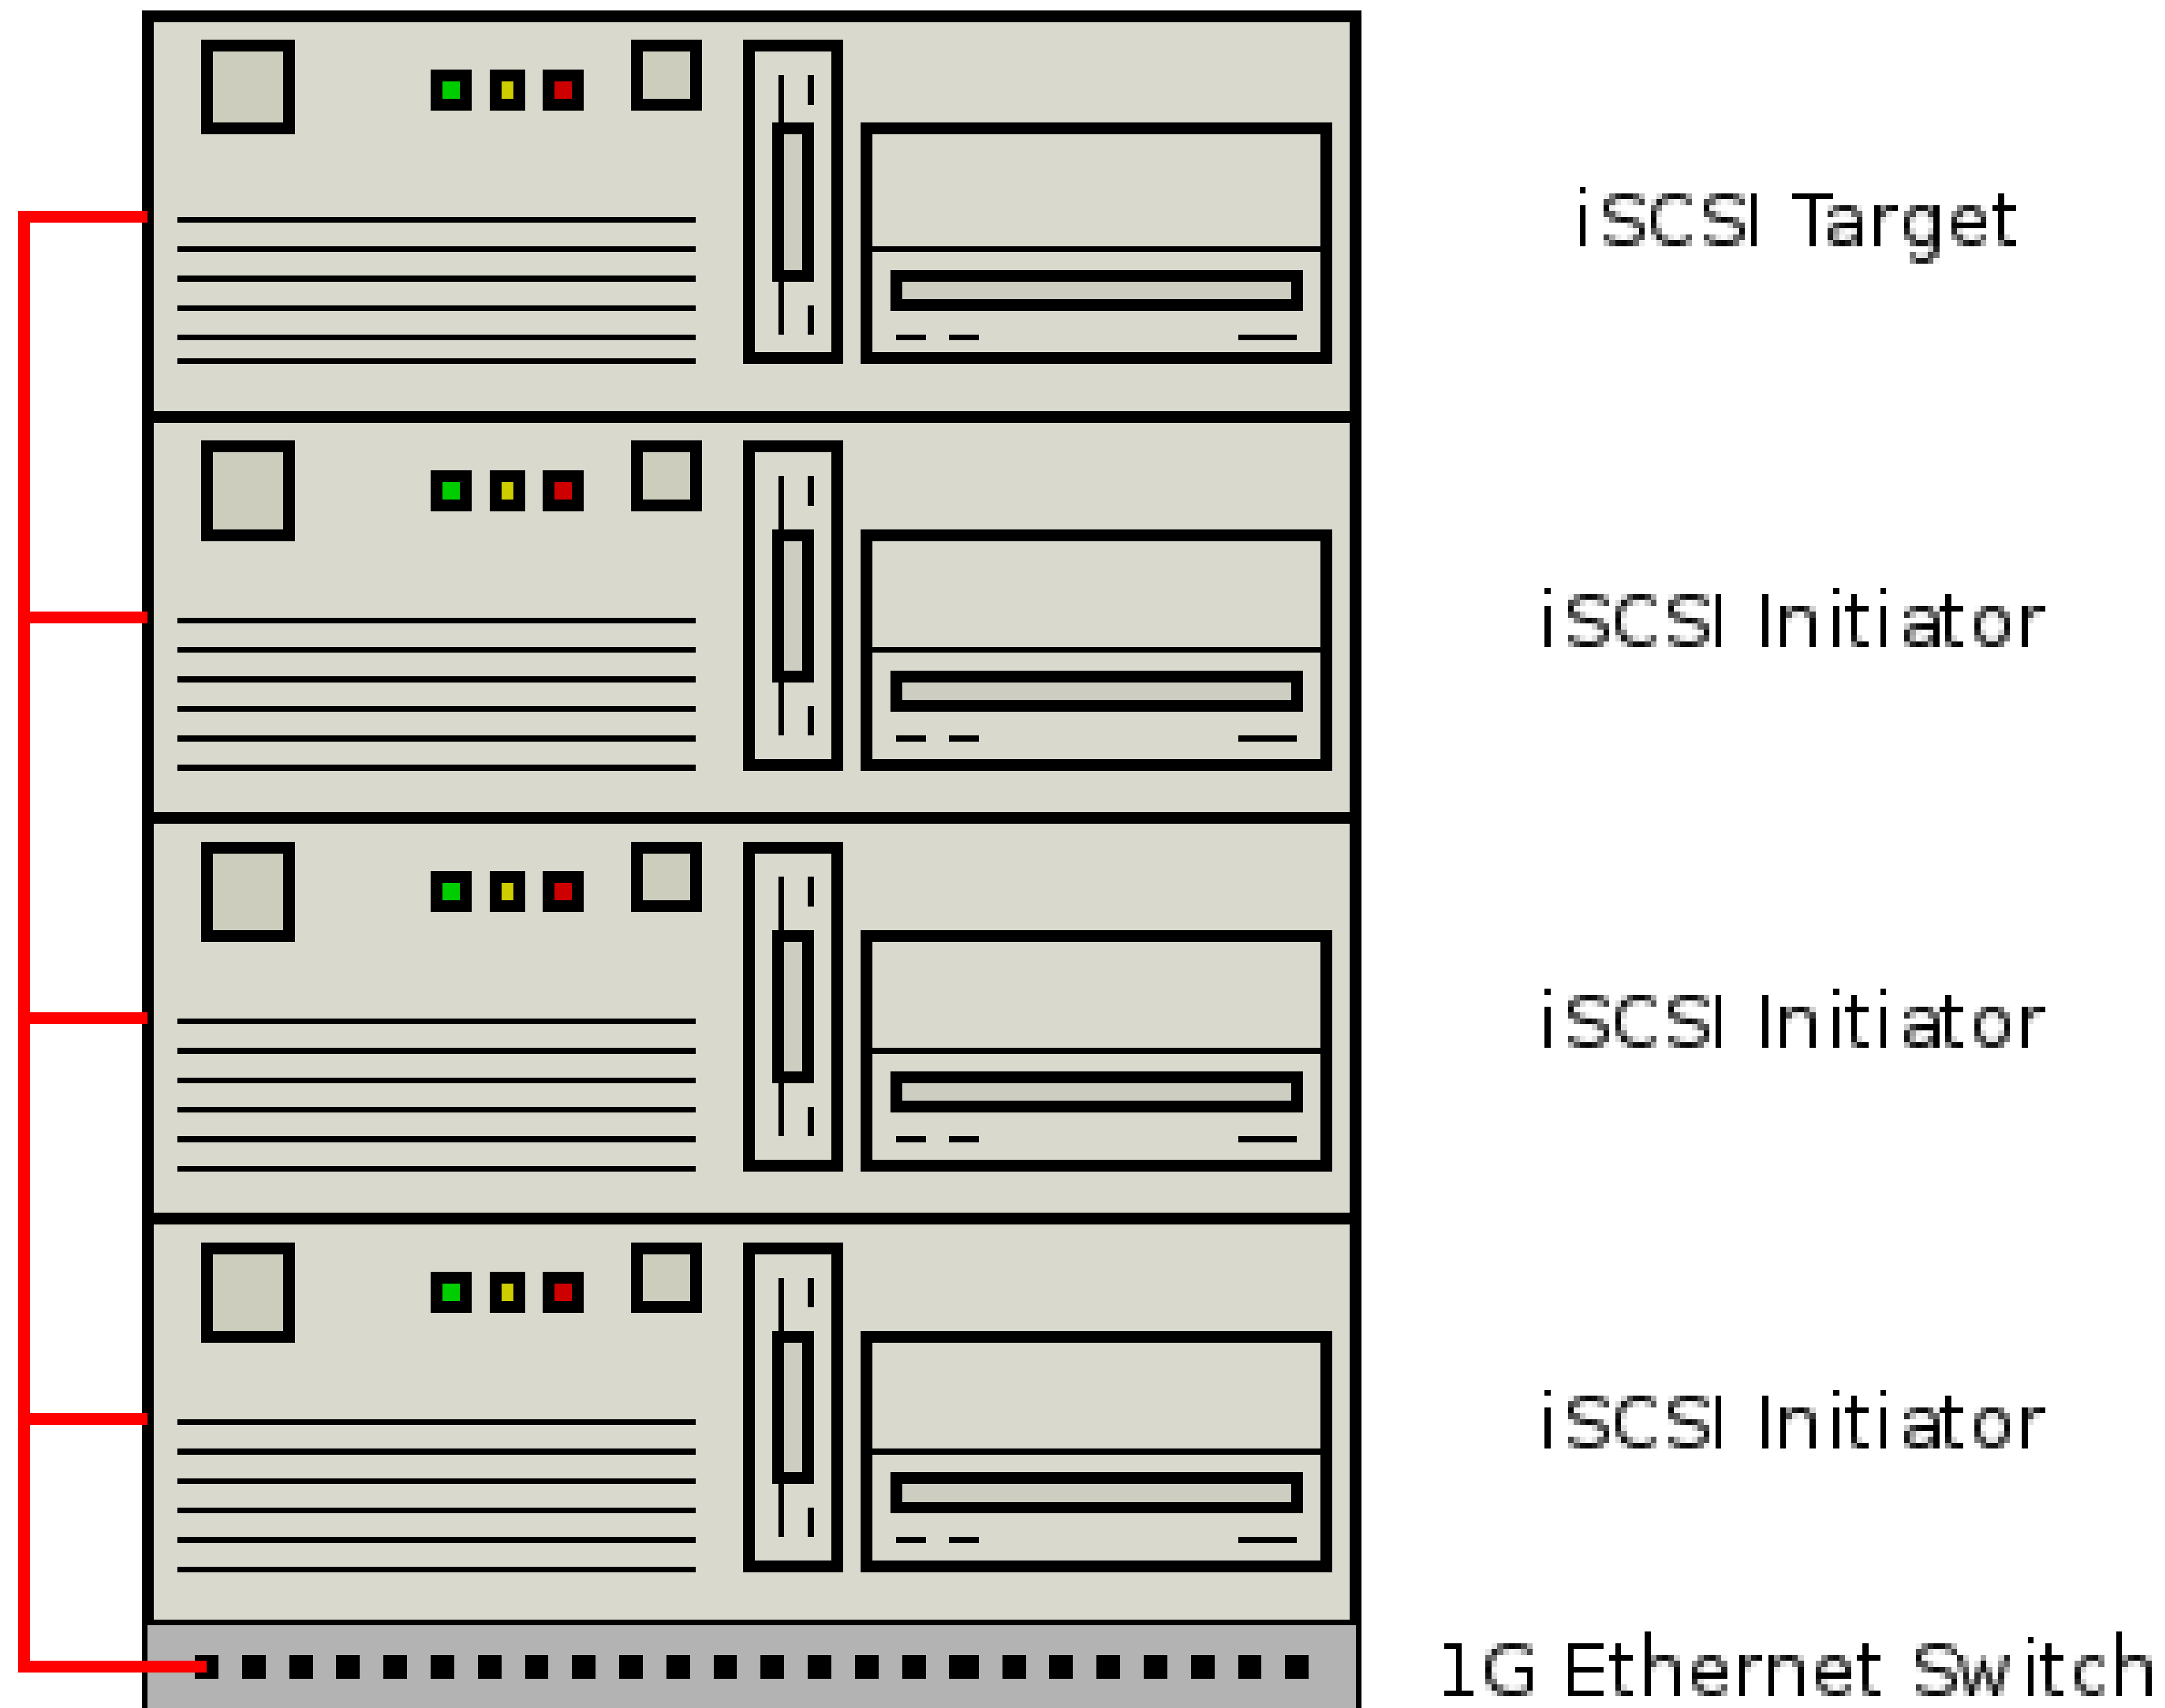 iSCSI Target
iSCSI Initiator
iSCSI Initiator
iSCSI Initiator
1G Ethernet Switch